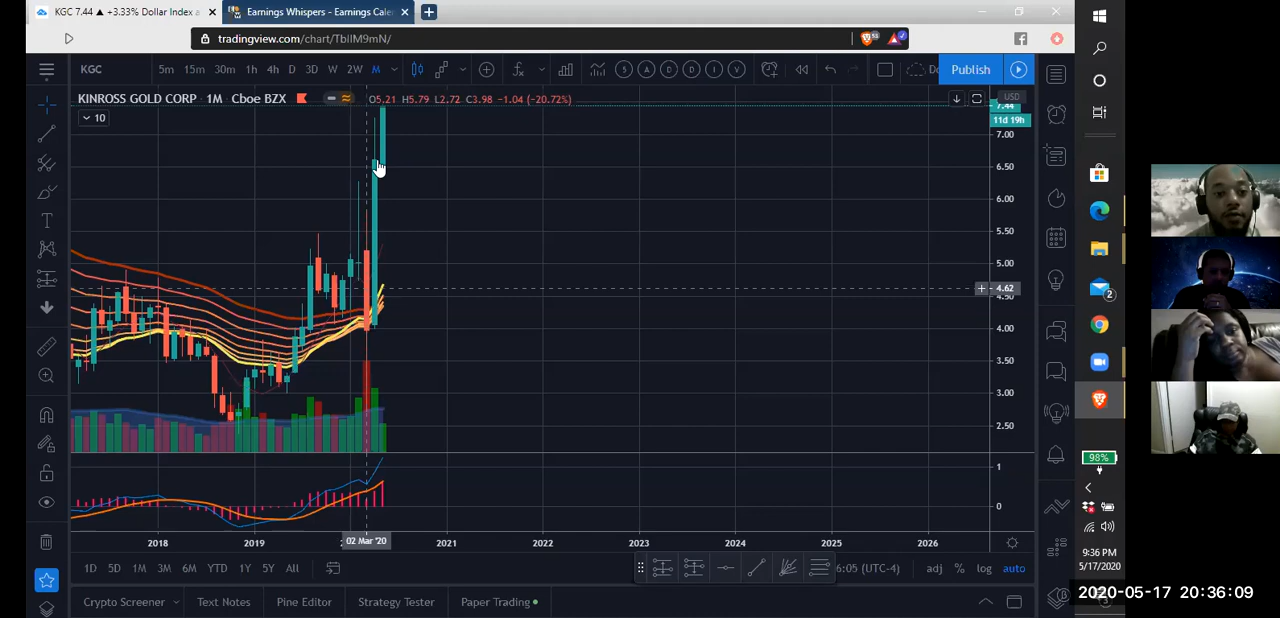 KGC 7.44 ▲ +3.33% Dollar Index a × Earnings Whispers - Earnings Cale × +
tradingview.com/chart/TblIM9mN/
KGC 5m 15m 30m 1h 4h D 3D W 2W M S A D D I V Publish
KINROSS GOLD CORP · 1M · Cboe BZX O5.21 H5.79 L2.72 C3.98 -1.04 (-20.72%) USD
7.44
10 11d 19h
7.00
6.50
6.00
5.50
5.00
4.62
4.50
4.00
3.50
3.00
2.50
1
0
2018 2019 02 Mar '20 2021 2022 2023 2024 2025 2026
1D 5D 1M 3M 6M YTD 1Y 5Y All 6:05 (UTC-4) adj % log auto
Crypto Screener Text Notes Pine Editor Strategy Tester Paper Trading
2
98%
9:36 PM
5/17/2020
2020-05-17 20:36:09